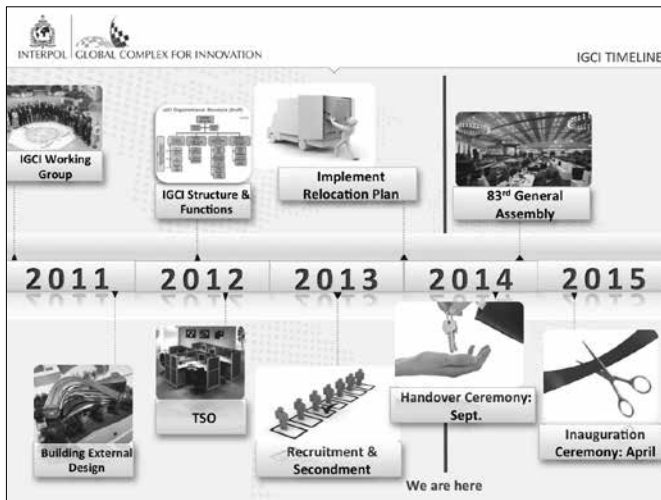 INTERPOL GLOBAL COMPLEX FOR INNOVATION
IGCI TIMELINE
IGCI Working
Group
IGCI Structure &
Functions
Implement
Relocation Plan
83rd General
Assembly
2011 2012 2013 2014 2015
Building External
Design
TSO
Recruitment &
Secondment
Handover Ceremony:
Sept.
Inauguration
Ceremony: April
We are here